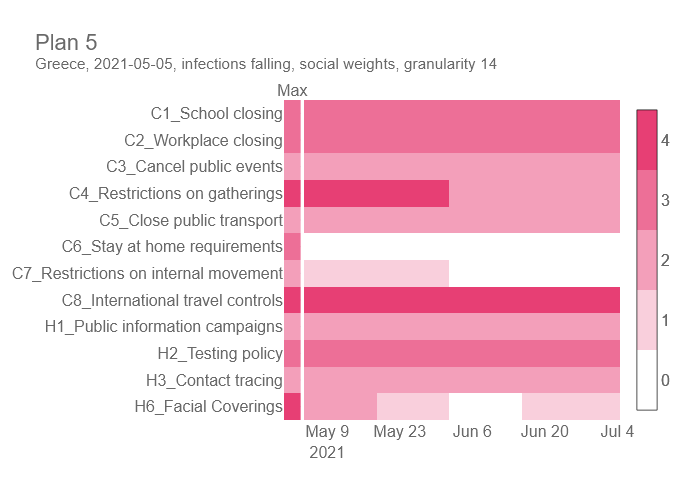 Plan 5
Greece, 2021-05-05, infections falling, social weights, granularity 14
Max
C1_School closing
C2_Workplace closing
C3_Cancel public events
C4_Restrictions on gatherings
C5_Close public transport
C6_Stay at home requirements
C7_Restrictions on internal movement
C8_International travel controls
H1_Public information campaigns
H2_Testing policy
H3_Contact tracing
H6_Facial Coverings
May 9 May 23 Jun 6 Jun 20 Jul 4
2021
4
3
2
1
0